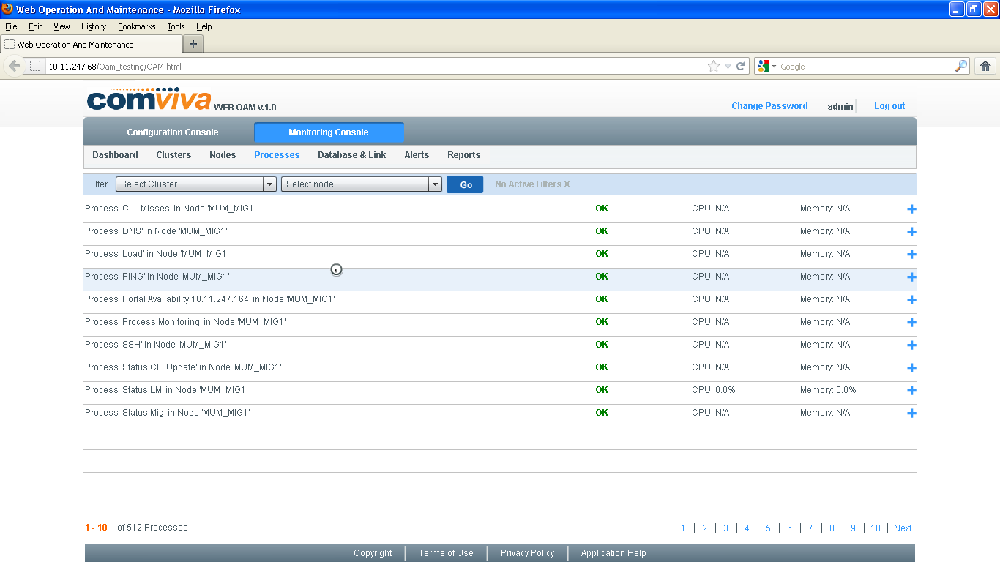 Web Operation And Maintenance - Mozilla Firefox
File Edit View History Bookmarks Tools Help
Web Operation And Maintenance
10.11.247.68/Oam_testing/OAM.html Google
comviva WEB OAM v.1.0 Change Password admin Log out
Configuration Console Monitoring Console
Dashboard Clusters Nodes Processes Database & Link Alerts Reports
Filter Select Cluster Select node Go No Active Filters X
Process 'CLI  Misses' in Node 'MUM_MIG1' OK CPU: N/A Memory: N/A
Process 'DNS' in Node 'MUM_MIG1' OK CPU: N/A Memory: N/A
Process 'Load' in Node 'MUM_MIG1' OK CPU: N/A Memory: N/A
Process 'PING' in Node 'MUM_MIG1' OK CPU: N/A Memory: N/A
Process 'Portal Availability:10.11.247.164' in Node 'MUM_MIG1' OK CPU: N/A Memory: N/A
Process 'Process Monitoring' in Node 'MUM_MIG1' OK CPU: N/A Memory: N/A
Process 'SSH' in Node 'MUM_MIG1' OK CPU: N/A Memory: N/A
Process 'Status CLI Update' in Node 'MUM_MIG1' OK CPU: N/A Memory: N/A
Process 'Status LM' in Node 'MUM_MIG1' OK CPU: 0.0% Memory: 0.0%
Process 'Status Mig' in Node 'MUM_MIG1' OK CPU: N/A Memory: N/A
1 - 10 of 512 Processes 1 | 2 | 3 | 4 | 5 | 6 | 7 | 8 | 9 | 10 | Next
Copyright | Terms of Use | Privacy Policy | Application Help